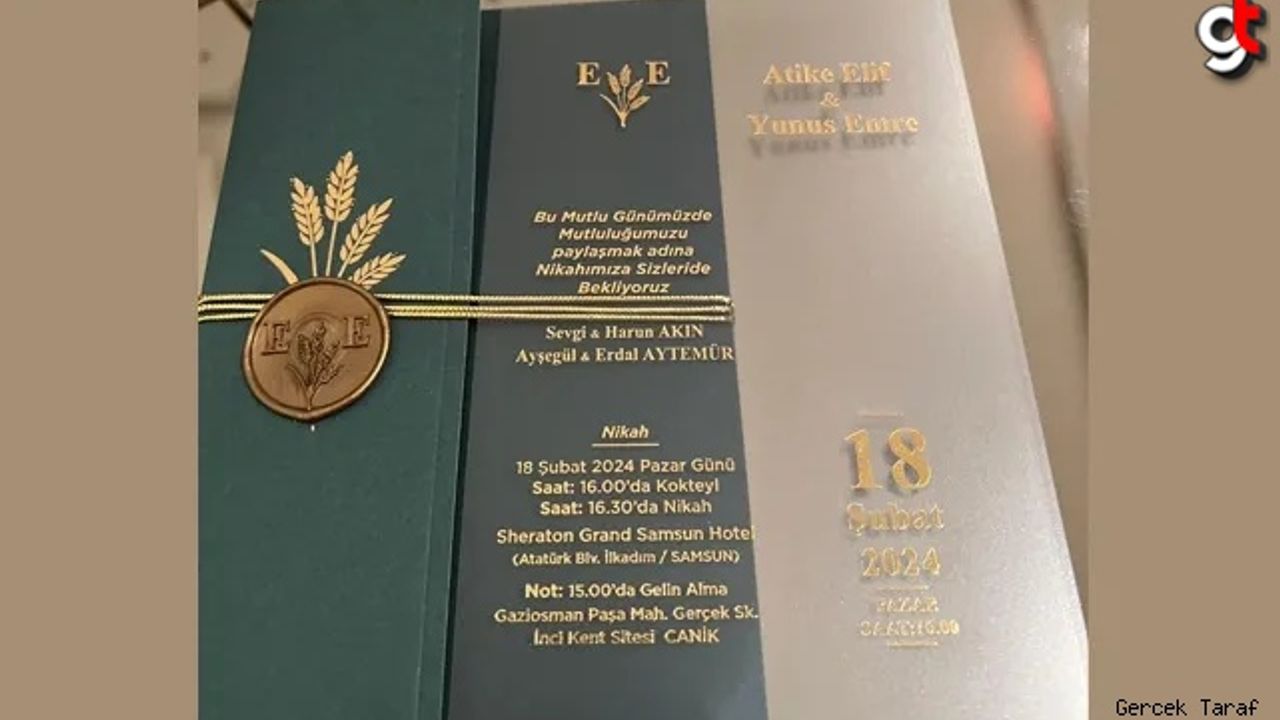 gt
E E
Atike Elif
&
Yunus Emre
Bu Mutlu Günümüzde
Mutluluğumuzu
paylaşmak adına
Nikahımıza Sizleride
Bekliyoruz
Sevgi & Harun AKIN
Ayşegül & Erdal AYTEMÜR
E E
Nikah
18 Şubat 2024 Pazar Günü
Saat: 16.00'da Kokteyl
Saat: 16.30'da Nikah
Sheraton Grand Samsun Hotel
(Atatürk Blv. İlkadım / SAMSUN)
Not: 15.00'da Gelin Alma
Gaziosman Paşa Mah. Gerçek Sk.
İnci Kent Sitesi CANİK
18
Şubat
2024
PAZAR
SAAT:16.00
Gercek Taraf